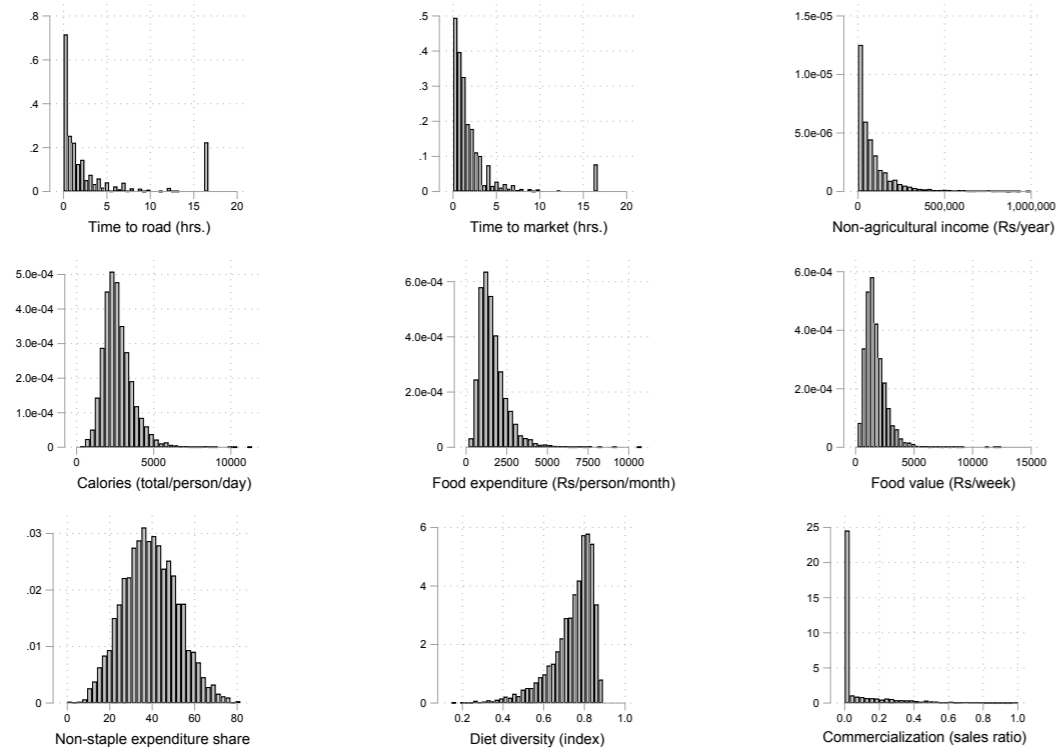 .8
.6
.4
.2
0
0 5 10 15 20
Time to road (hrs.)
.5
.4
.3
.2
.1
0
0 5 10 15 20
Time to market (hrs.)
1.5e-05
1.0e-05
5.0e-06
0
500,000 1,000,000
Non-agricultural income (Rs/year)
5.0e-04
4.0e-04
3.0e-04
2.0e-04
1.0e-04
0
0 5000 10000
Calories (total/person/day)
6.0e-04
4.0e-04
2.0e-04
0
0 2500 5000 7500 10000
Food expenditure (Rs/person/month)
6.0e-04
4.0e-04
2.0e-04
0
0 5000 10000 15000
Food value (Rs/week)
.03
.02
.01
0
0 20 40 60 80
Non-staple expenditure share
6
4
2
0
0.2 0.4 0.6 0.8 1.0
Diet diversity (index)
25
20
15
10
5
0
0.0 0.2 0.4 0.6 0.8 1.0
Commercialization (sales ratio)